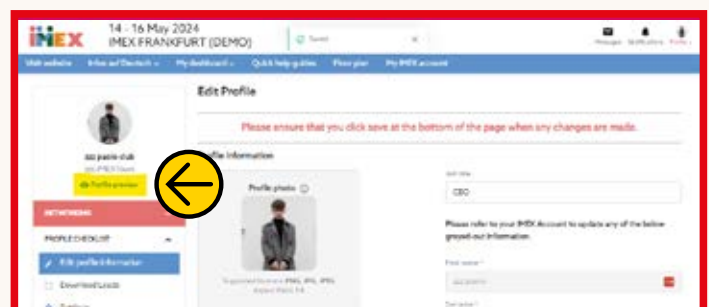 IMEX
14 - 16 May 2024
IMEX FRANKFURT (DEMO)
Saved
Messages Notifications Profile
Visit website Infos auf Deutsch My dashboard Quick help guides Floor plan My IMEX account
Edit Profile
Please ensure that you click save at the bottom of the page when any changes are made.
Profile information
Profile preview
NETWORKING
PROFILE CHECKLIST
Edit profile information
Download Leads
Profile photo
Job title
CEO
Please refer to your IMEX Account to update any of the below
greyed out information.
First name *